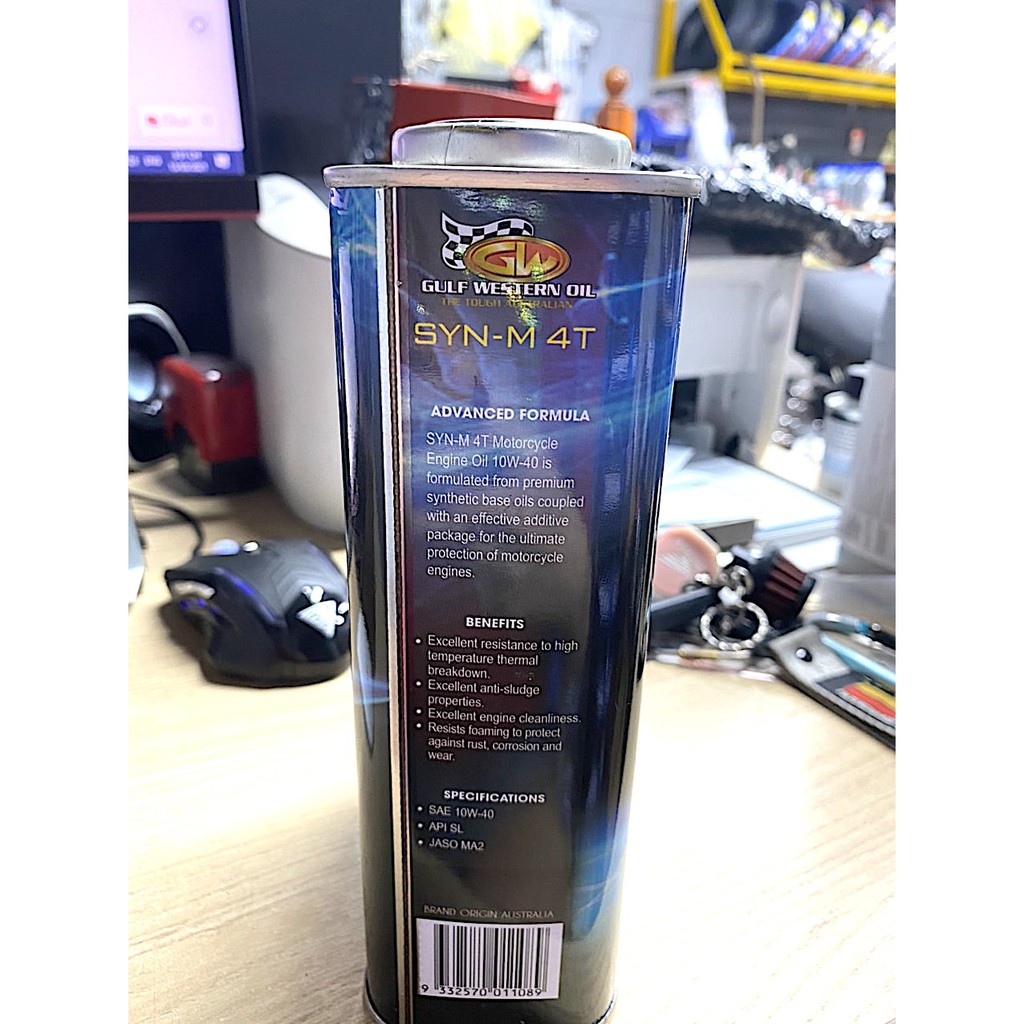 GW
GULF WESTERN OIL
THE TOUGH AUSTRALIAN
SYN-M 4T
ADVANCED FORMULA
SYN-M 4T Motorcycle
Engine Oil 10W-40 is
formulated from premium
synthetic base oils coupled
with an effective additive
package for the ultimate
protection of motorcycle
engines.
BENEFITS
• Excellent resistance to high
temperature thermal
breakdown.
• Excellent anti-sludge
properties.
• Excellent engine cleanliness.
• Resists foaming to protect
against rust, corrosion and
wear.
SPECIFICATIONS
• SAE 10W-40
• API SL
• JASO MA2
BRAND ORIGIN AUSTRALIA
9 332570 011089